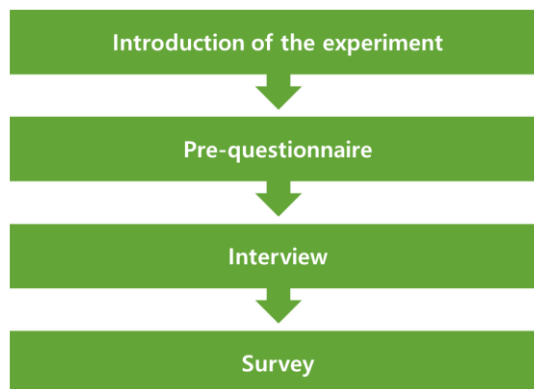 Introduction of the experiment
Pre-questionnaire
Interview
Survey